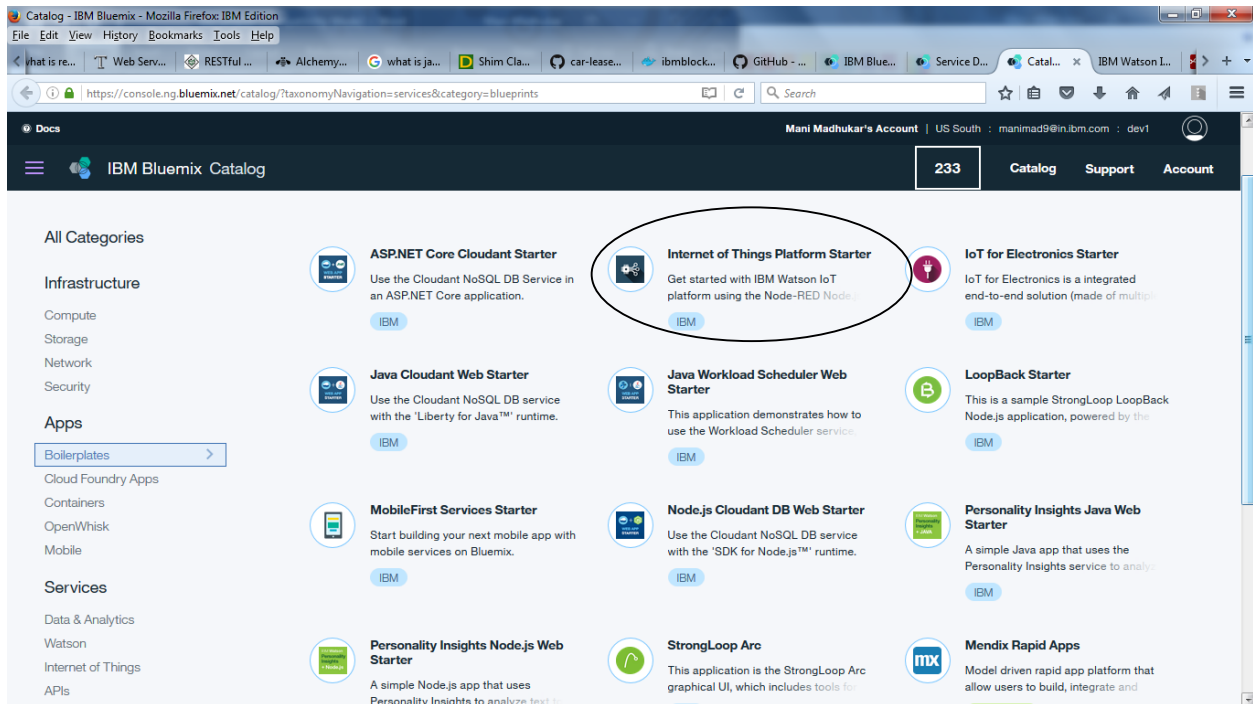 Catalog - IBM Bluemix - Mozilla Firefox: IBM Edition
File Edit View History Bookmarks Tools Help
what is re... Web Serv... RESTful ... Alchemy... what is ja... Shim Cla... car-lease... ibmblock... GitHub - ... IBM Blue... Service D... Catal... IBM Watson I...
https://console.ng.bluemix.net/catalog/?taxonomyNavigation=services&category=blueprints
Search
Docs
Mani Madhukar's Account | US South : manimad9@in.ibm.com : dev1
IBM Bluemix Catalog
233 Catalog Support Account
All Categories
Infrastructure
Compute
Storage
Network
Security
Apps
Boilerplates
Cloud Foundry Apps
Containers
OpenWhisk
Mobile
Services
Data & Analytics
Watson
Internet of Things
APIs
ASP.NET Core Cloudant Starter
Use the Cloudant NoSQL DB Service in
an ASP.NET Core application.
IBM
Internet of Things Platform Starter
Get started with IBM Watson IoT
platform using the Node-RED Node.j
IBM
IoT for Electronics Starter
IoT for Electronics is a integrated
end-to-end solution (made of multip
IBM
Java Cloudant Web Starter
Use the Cloudant NoSQL DB service
with the 'Liberty for Java™' runtime.
IBM
Java Workload Scheduler Web
Starter
This application demonstrates how to
use the Workload Scheduler service,
IBM
LoopBack Starter
This is a sample StrongLoop LoopBack
Node.js application, powered by the
IBM
MobileFirst Services Starter
Start building your next mobile app with
mobile services on Bluemix.
IBM
Node.js Cloudant DB Web Starter
Use the Cloudant NoSQL DB service
with the 'SDK for Node.js™' runtime.
IBM
Personality Insights Java Web
Starter
A simple Java app that uses the
Personality Insights service to analy
IBM
Personality Insights Node.js Web
Starter
A simple Node.js app that uses
Personality Insights to analyze text to
StrongLoop Arc
This application is the StrongLoop Arc
graphical UI, which includes tools for
mx
Mendix Rapid Apps
Model driven rapid app platform that
allow users to build, integrate and